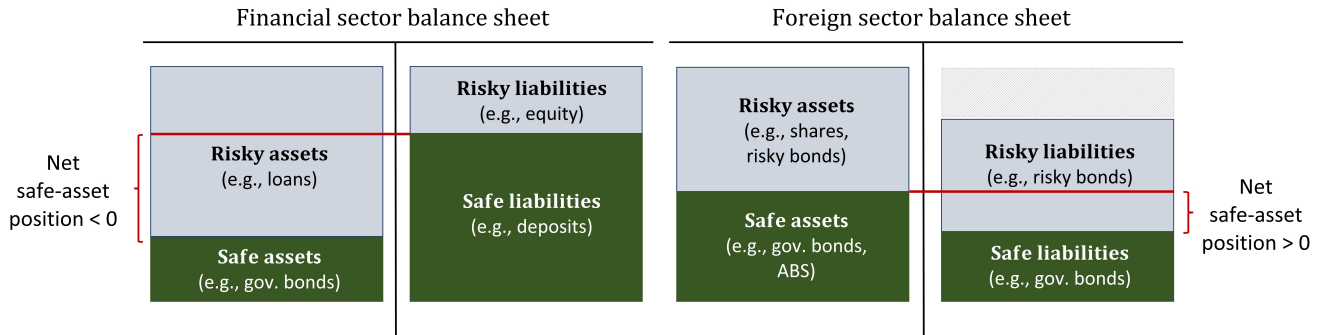 Financial sector balance sheet
Foreign sector balance sheet
Risky assets
(e.g., loans)
Safe assets
(e.g., gov. bonds)
Risky liabilities
(e.g., equity)
Safe liabilities
(e.g., deposits)
Net
safe-asset
position < 0
Risky assets
(e.g., shares,
risky bonds)
Safe assets
(e.g., gov. bonds,
ABS)
Risky liabilities
(e.g., risky bonds)
Safe liabilities
(e.g., gov. bonds)
Net
safe-asset
position > 0